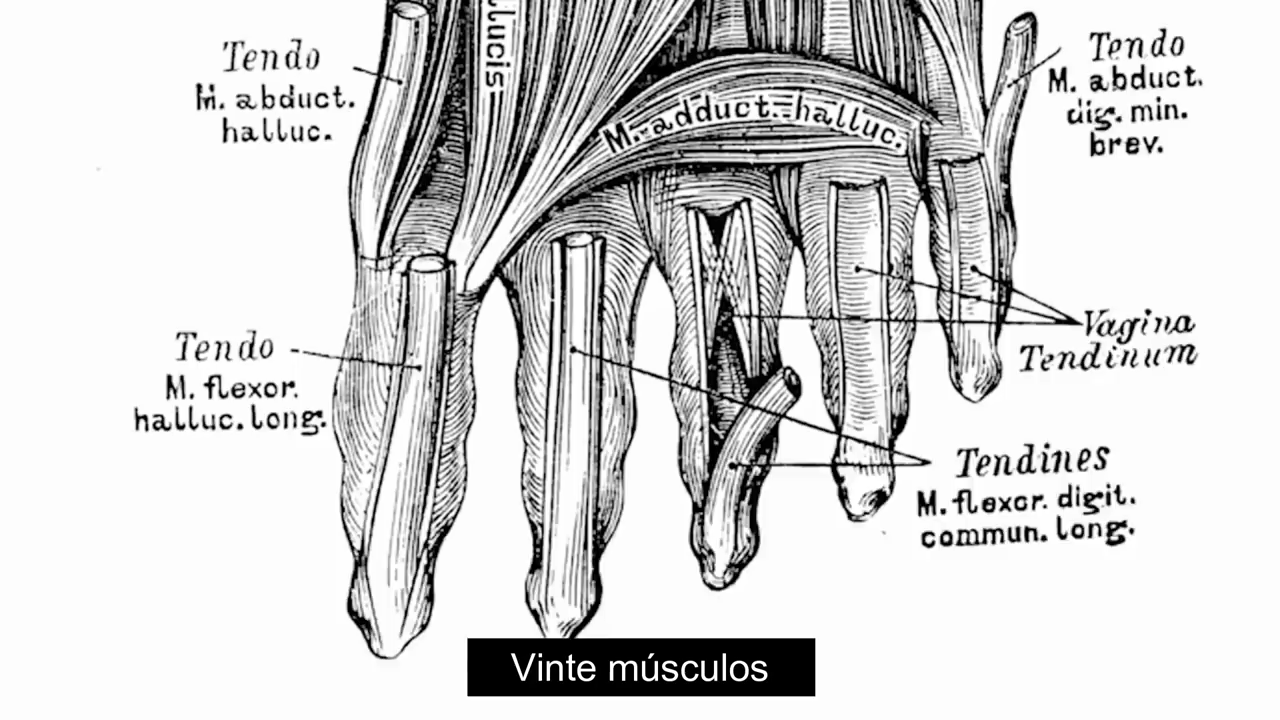 Tendo
M. abduct.
halluc.
lucis
M. adduct. halluc.
Tendo
M. abduct.
dig. min.
brev.
Vagina
Tendinum
Tendo
M. flexor.
halluc. long.
Tendines
M. flexor. digit.
commun. long.
Vinte músculos